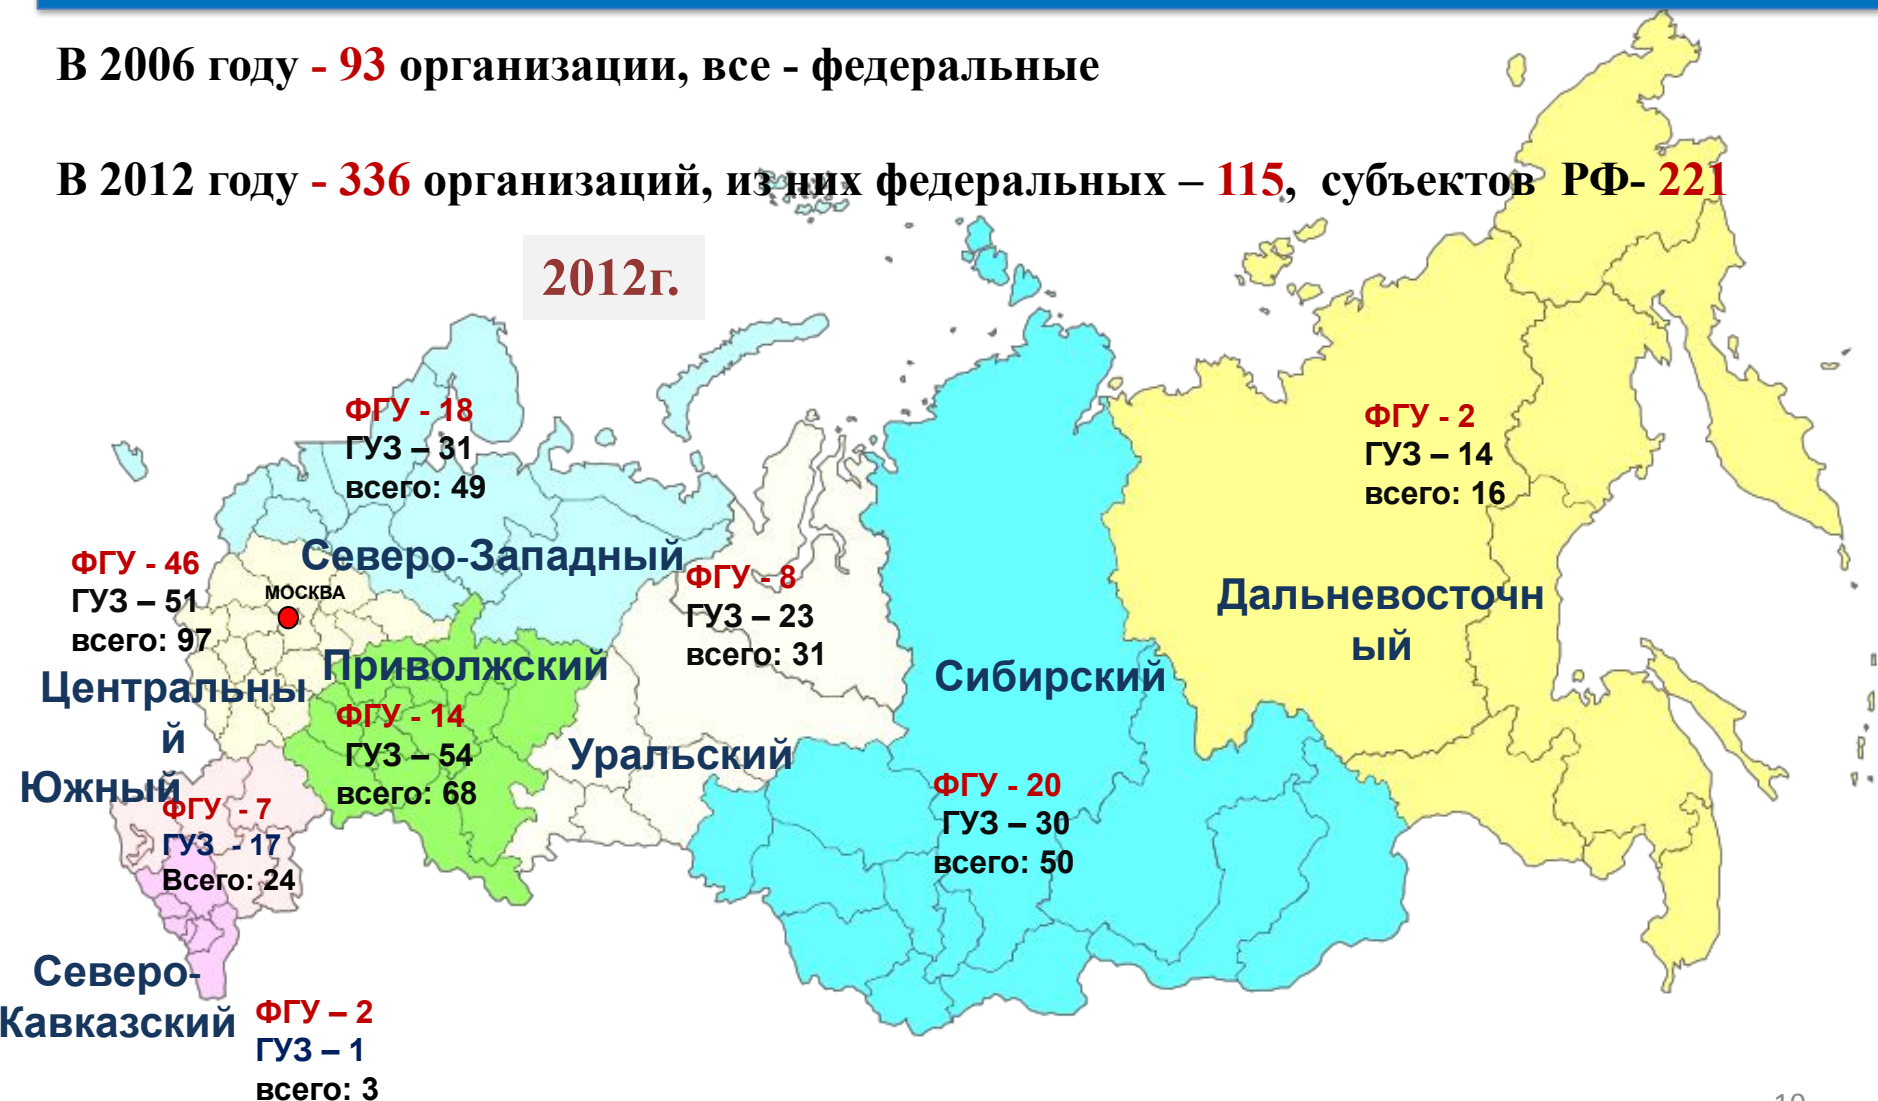 В 2006 году - 93 организации, все - федеральные
В 2012 году - 336 организаций, из них федеральных – 115, субъектов РФ- 221
2012г.
ФГУ - 18
ГУЗ – 31
всего: 49
Северо-Западный
ФГУ - 2
ГУЗ – 14
всего: 16
Дальневосточн
ый
ФГУ - 46
ГУЗ – 51
всего: 97
МОСКВА
Центральны
й
ФГУ - 8
ГУЗ – 23
всего: 31
Уральский
Приволжский
ФГУ - 14
ГУЗ – 54
всего: 68
Сибирский
ФГУ - 20
ГУЗ – 30
всего: 50
Южный
ФГУ - 7
ГУЗ - 17
Всего: 24
Северо-
Кавказский
ФГУ – 2
ГУЗ – 1
всего: 3